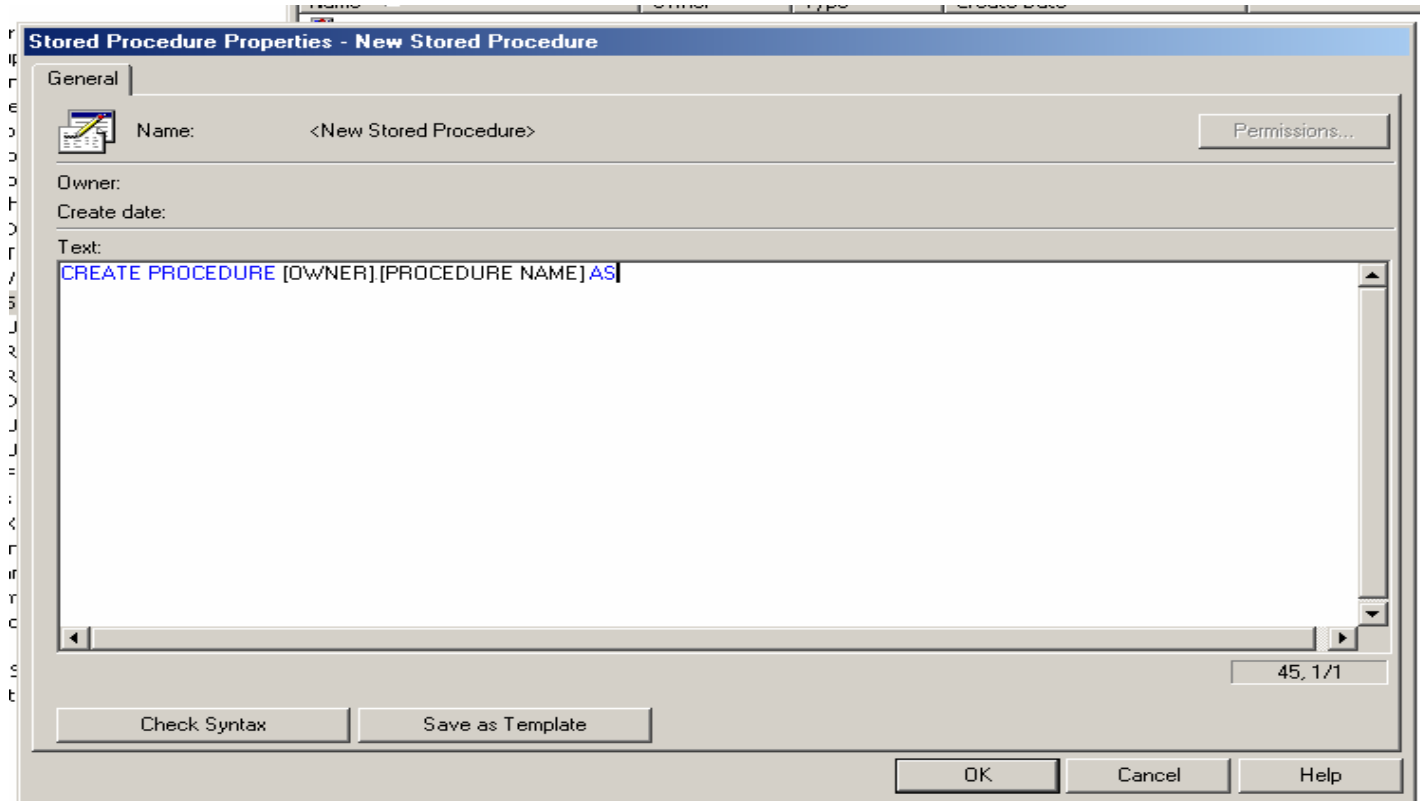 Stored Procedure Properties - New Stored Procedure
General
Name: <New Stored Procedure> Permissions...
Owner:
Create date:
Text:
CREATE PROCEDURE [OWNER].[PROCEDURE NAME] AS
45, 1/1
Check Syntax Save as Template
OK Cancel Help